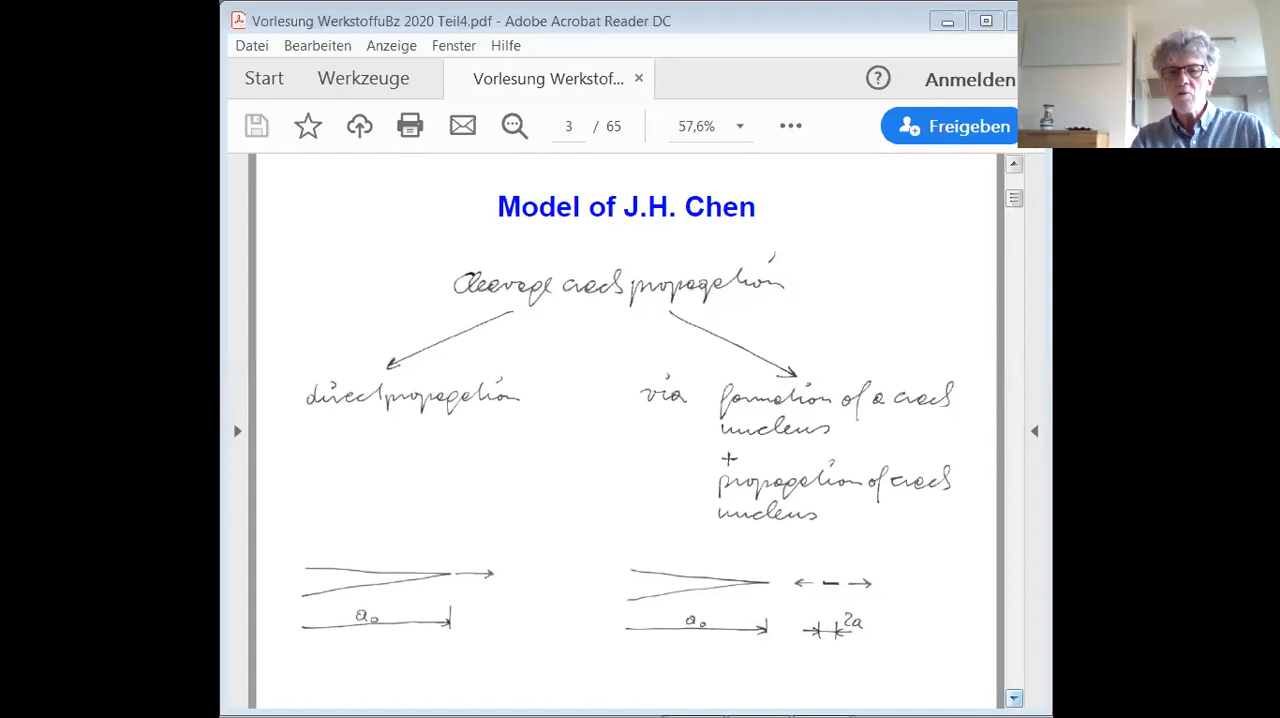 Vorlesung WerkstoffuBz 2020 Teil4.pdf - Adobe Acrobat Reader DC
Datei Bearbeiten Anzeige Fenster Hilfe
Start Werkzeuge Vorlesung Werkstof... × ? Anmelden
3 / 65 57,6% Freigeben
Model of J.H. Chen
Cleavage crack propagation
direct propagation
via formation of a crack
nucleus
+
propagation of crack
nucleus
a₀
a₀
2a